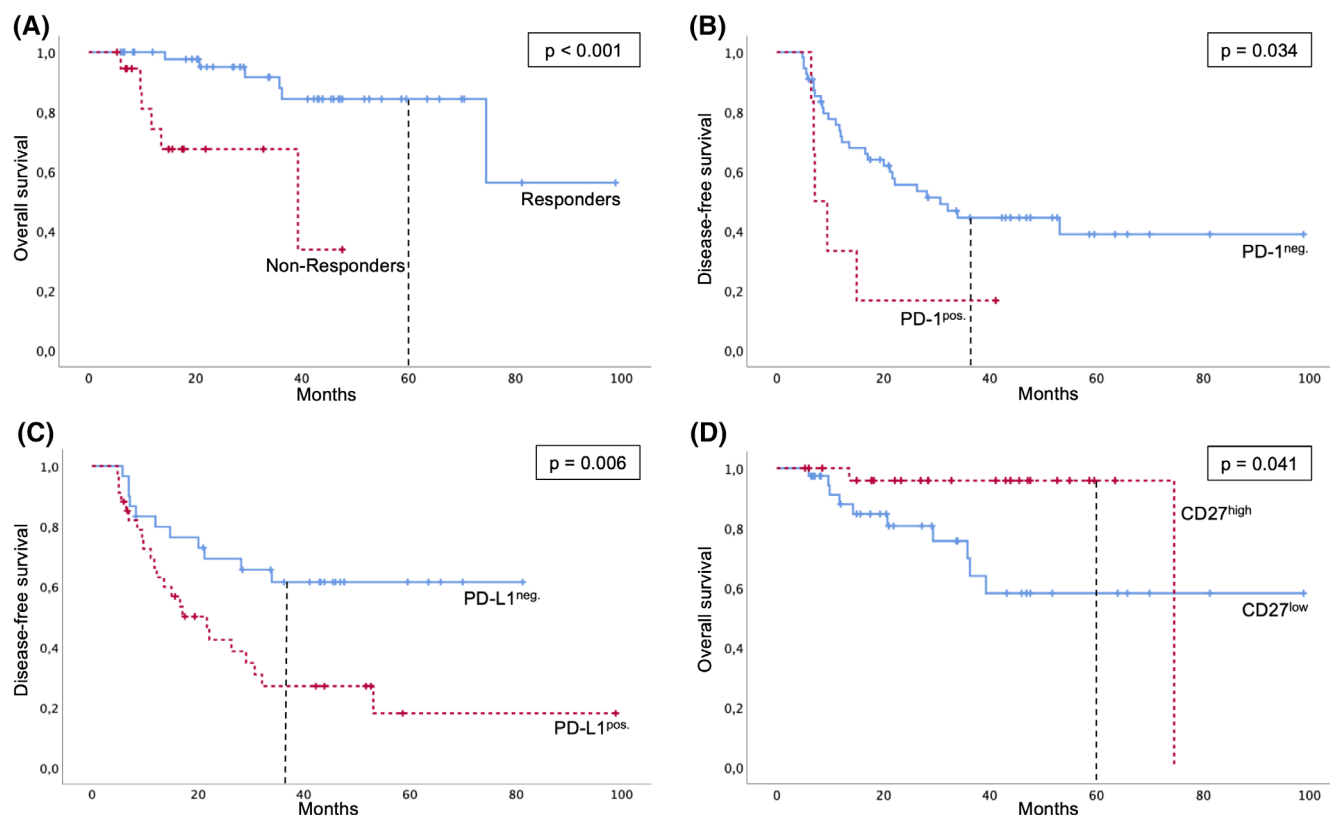 (A)
p < 0.001
Overall survival
1,0
0,8
0,6
0,4
0,2
0,0
Responders
Non-Responders
0 20 40 60 80 100
Months
(B)
p = 0.034
Disease-free survival
1,0
0,8
0,6
0,4
0,2
0,0
PD-1neg.
PD-1pos.
0 20 40 60 80 100
Months
(C)
p = 0.006
Disease-free survival
1,0
0,8
0,6
0,4
0,2
0,0
PD-L1neg.
PD-L1pos.
0 20 40 60 80 100
Months
(D)
p = 0.041
Overall survival
1,0
0,8
0,6
0,4
0,2
0,0
CD27high
CD27low
0 20 40 60 80 100
Months